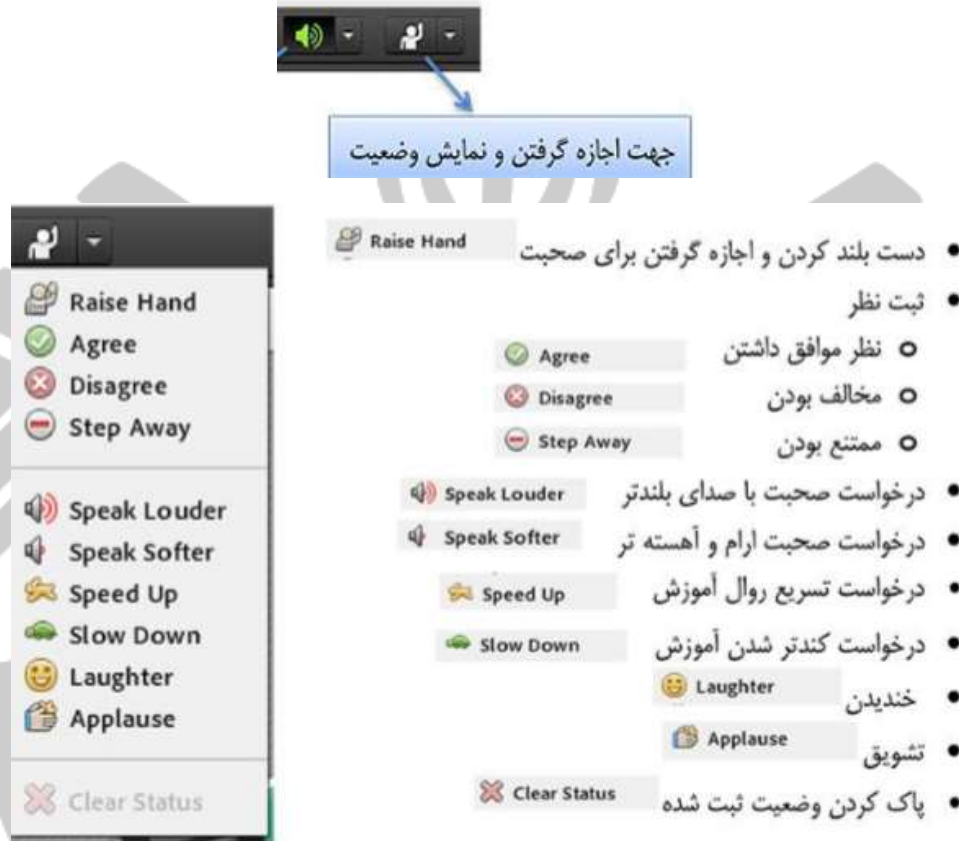 جهت اجازه گرفتن و نمایش وضعیت
Raise Hand
Agree
Disagree
Step Away
Speak Louder
Speak Softer
Speed Up
Slow Down
Laughter
Applause
Clear Status
• دست بلند کردن و اجازه گرفتن برای صحبت Raise Hand
• ثبت نظر
o نظر موافق داشتن Agree
o مخالف بودن Disagree
o ممتنع بودن Step Away
• درخواست صحبت با صدای بلندتر Speak Louder
• درخواست صحبت ارام و آهسته تر Speak Softer
• درخواست تسریع روال آموزش Speed Up
• درخواست کندتر شدن آموزش Slow Down
• خندیدن Laughter
• تشویق Applause
• پاک کردن وضعیت ثبت شده Clear Status